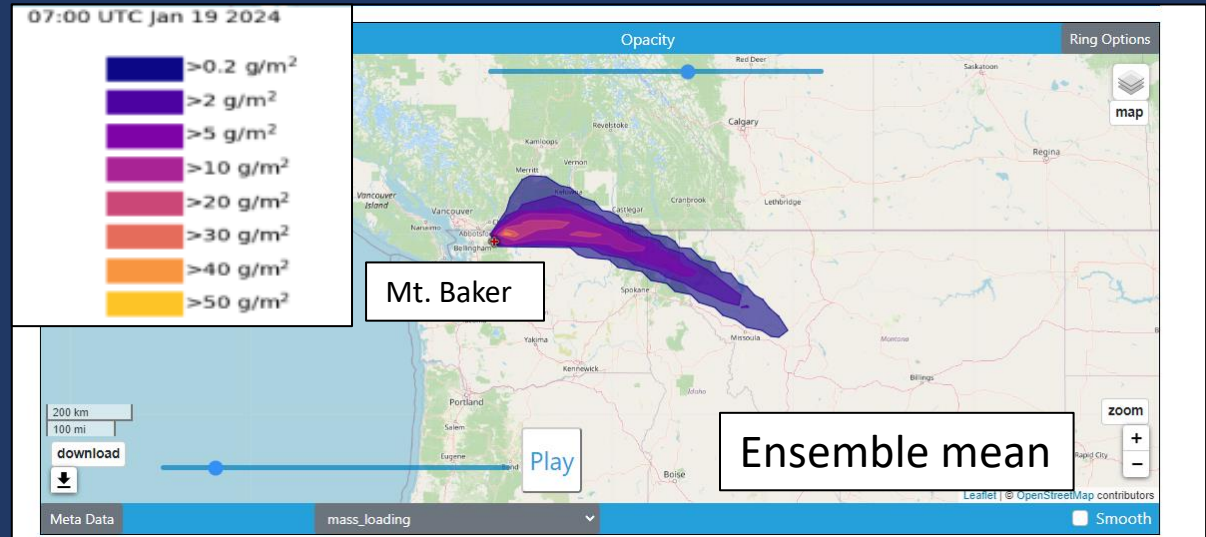 07:00 UTC Jan 19 2024
>0.2 g/m²
>2 g/m²
>5 g/m²
>10 g/m²
>20 g/m²
>30 g/m²
>40 g/m²
>50 g/m²
Opacity
Ring Options
map
Red Deer
Saskatoon
Calgary
Revelstoke
Kamloops
Regina
Vernon
Merritt
Kelowna
Vancouver Island
Cranbrook
Lethbridge
Castlegar
Vancouver
Nanaimo
Abbotsford
Bellingham
Mt. Baker
Spokane
Yakima
Missoula
Montana
Kennewick
Billings
Idaho
Portland
Salem
Eugene
Bend
Boise
Rapid City
200 km
100 mi
download
Play
Ensemble mean
zoom
+
−
Leaflet | © OpenStreetMap contributors
Meta Data
mass_loading
Smooth